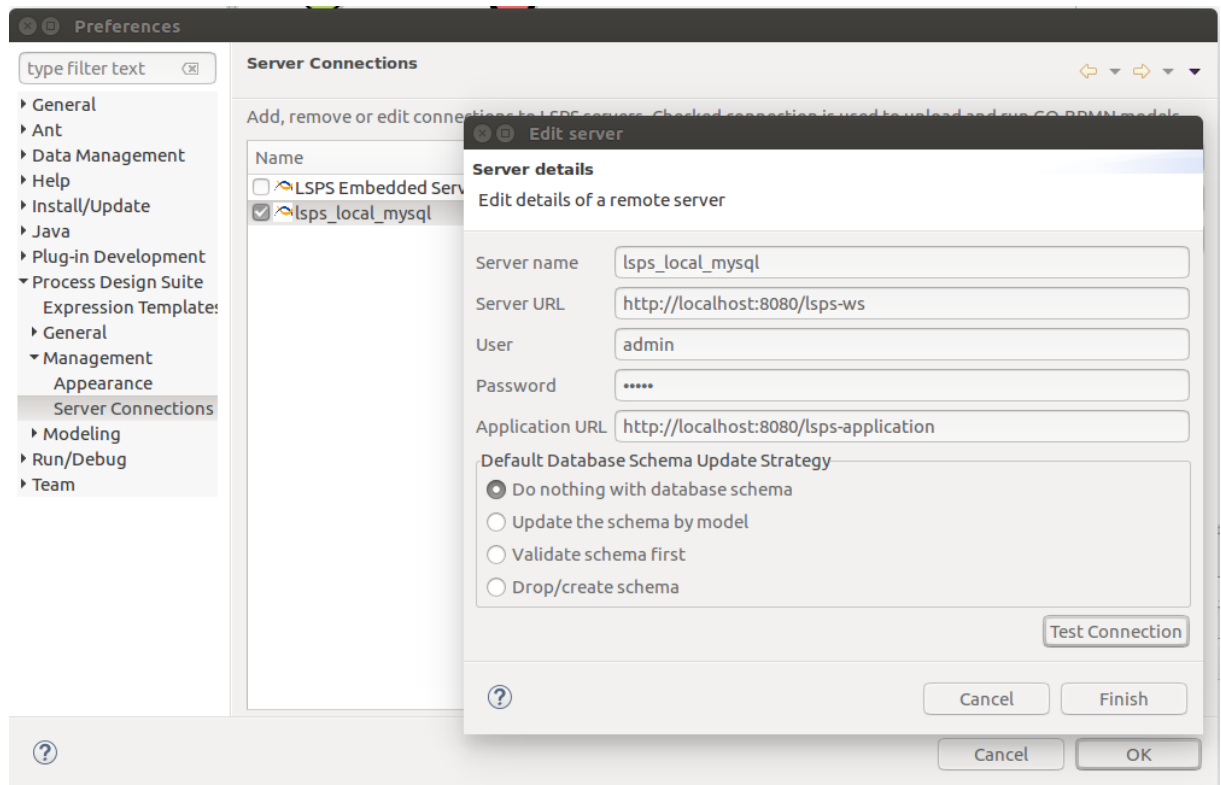 Preferences
type filter text
General
Ant
Data Management
Help
Install/Update
Java
Plug-in Development
Process Design Suite
Expression Templates
General
Management
Appearance
Server Connections
Modeling
Run/Debug
Team
Server Connections
Add, remove or edit connections to LSPS servers. Checked connection is used to upload and run GO-BPMN models.
Name
LSPS Embedded Serv
lsps_local_mysql
Edit server
Server details
Edit details of a remote server
Server name lsps_local_mysql
Server URL http://localhost:8080/lsps-ws
User admin
Password •••••
Application URL http://localhost:8080/lsps-application
Default Database Schema Update Strategy
Do nothing with database schema
Update the schema by model
Validate schema first
Drop/create schema
Test Connection
Cancel Finish
Cancel OK